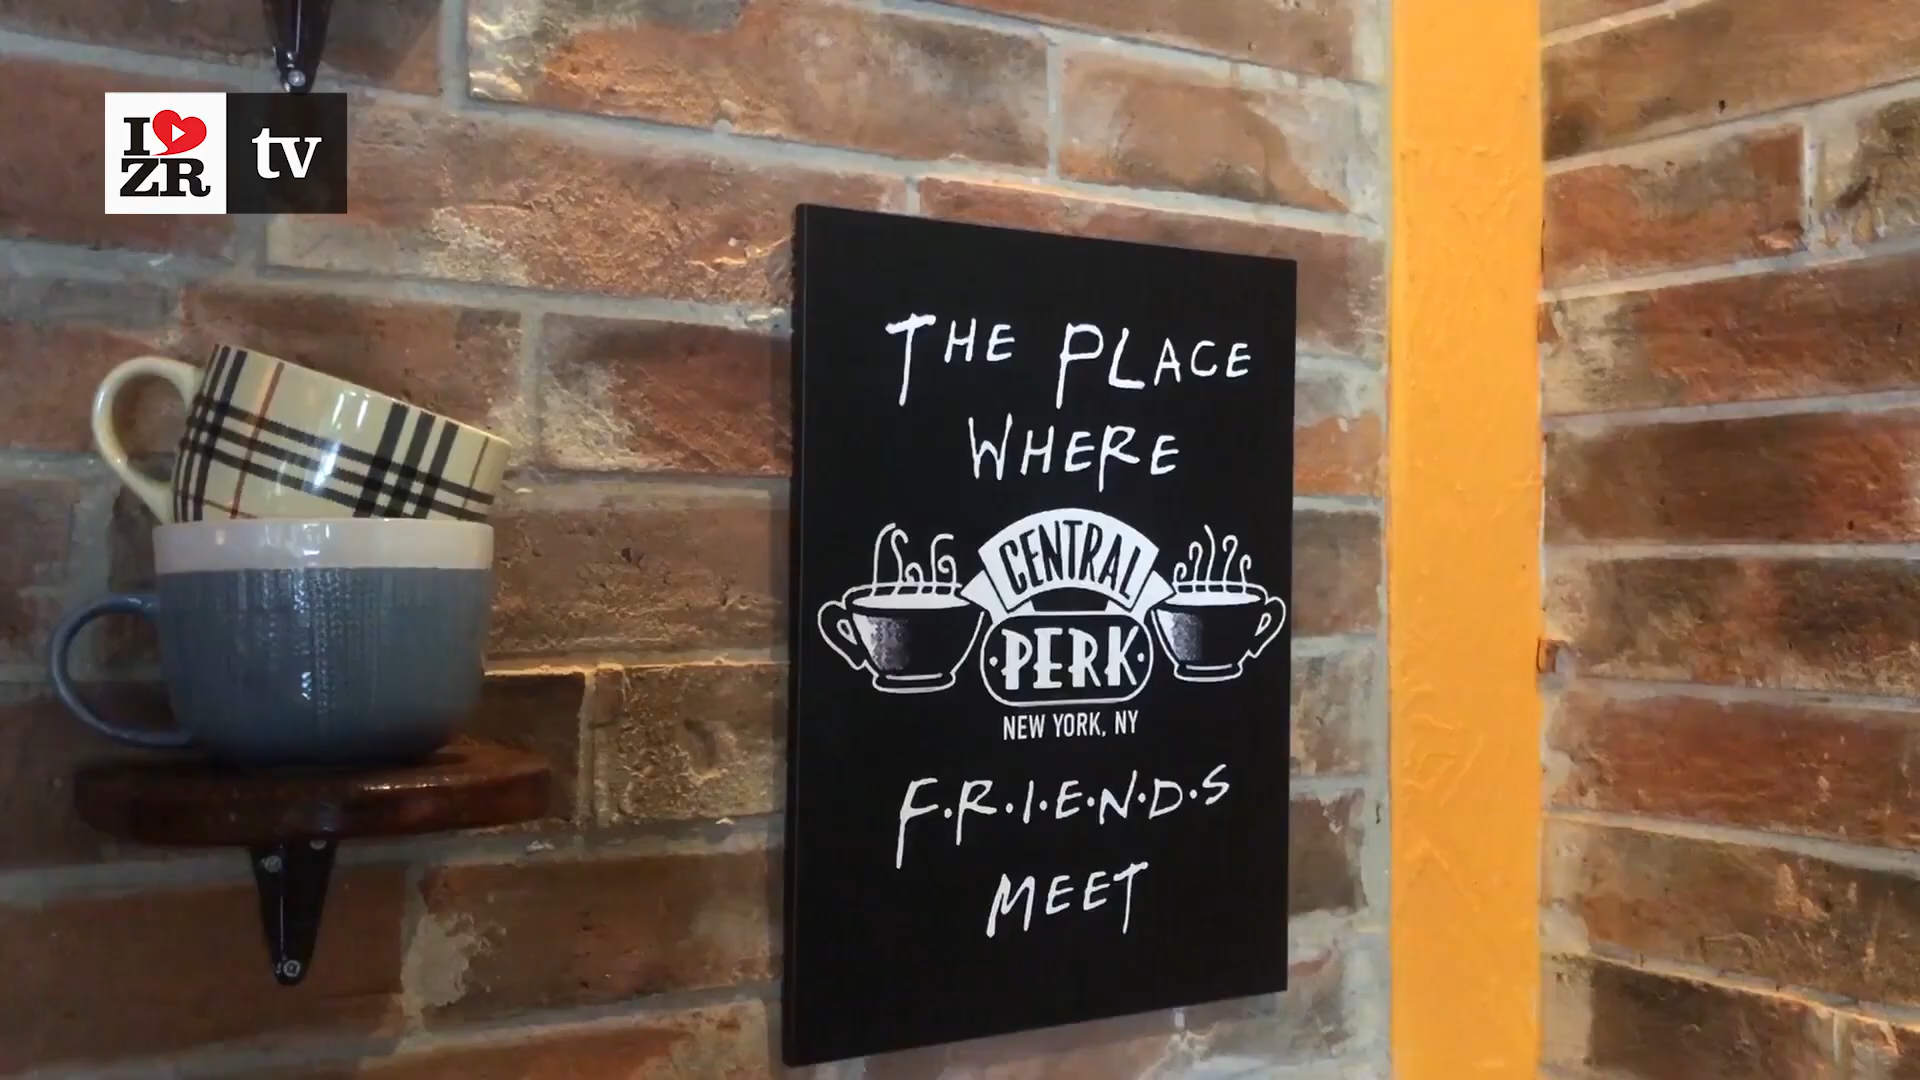 I ZR tv
THE PLACE
WHERE
CENTRAL
PERK
NEW YORK, NY
F.R.I.E.N.D.S
MEET